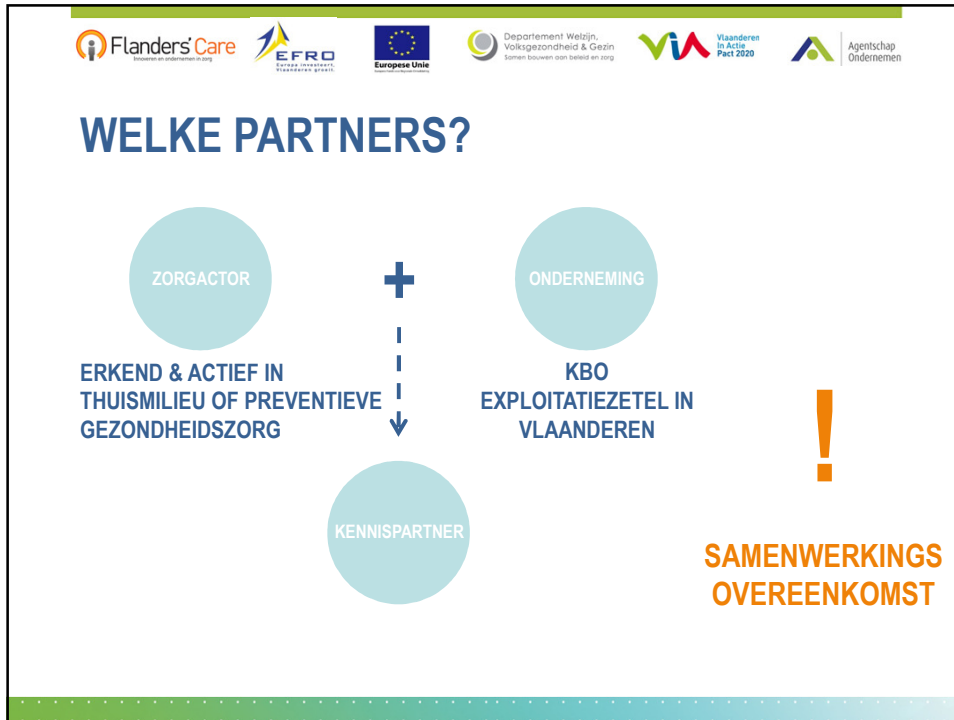 Flanders' Care
Innoveren en ondernemen in zorg
EFRO
Europa investeert,
Vlaanderen groeit.
Europese Unie
Departement Welzijn,
Volksgezondheid & Gezin
Samen bouwen aan beleid en zorg
ViA
Vlaanderen
In Actie
Pact 2020
Agentschap
Ondernemen
WELKE PARTNERS?
ZORGACTOR
+
ONDERNEMING
ERKEND & ACTIEF IN
THUISMILIEU OF PREVENTIEVE
GEZONDHEIDSZORG
KBO
EXPLOITATIEZETEL IN
VLAANDEREN
!
KENNISPARTNER
SAMENWERKINGS
OVEREENKOMST